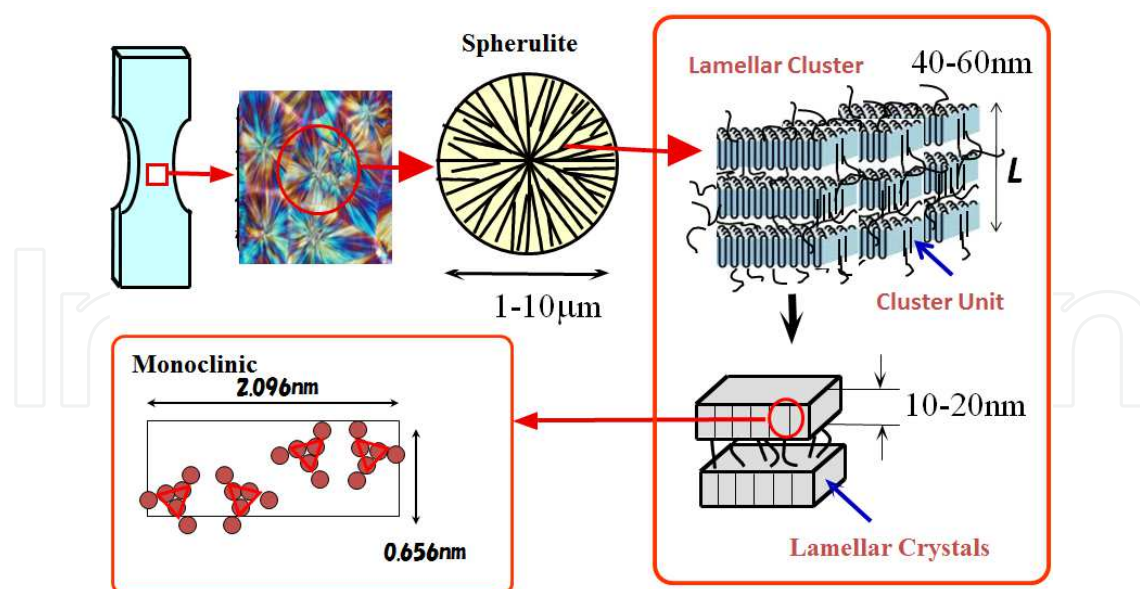 Spherulite
1-10μm
Lamellar Cluster
40-60nm
L
Cluster Unit
10-20nm
Lamellar Crystals
Monoclinic
2.096nm
0.656nm